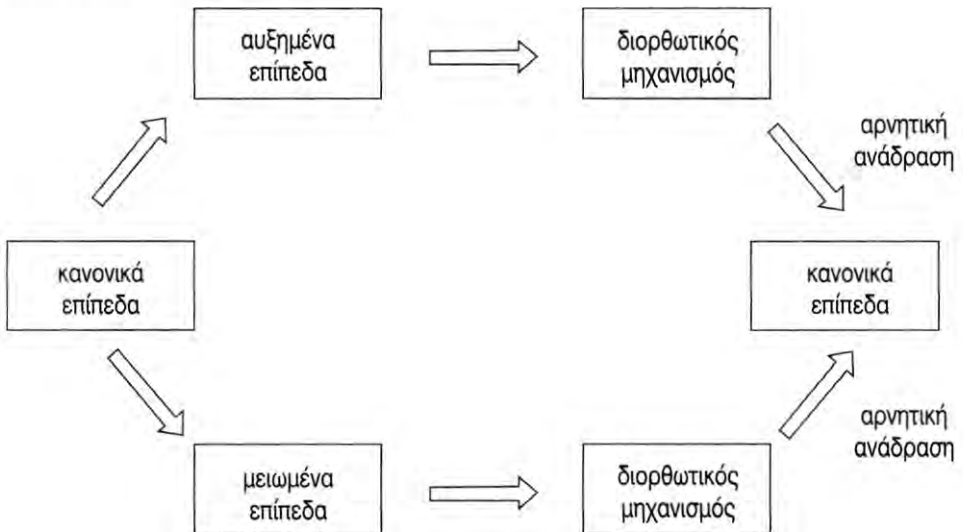 αυξημένα
επίπεδα
διορθωτικός
μηχανισμός
αρνητική
ανάδραση
κανονικά
επίπεδα
κανονικά
επίπεδα
αρνητική
ανάδραση
μειωμένα
επίπεδα
διορθωτικός
μηχανισμός